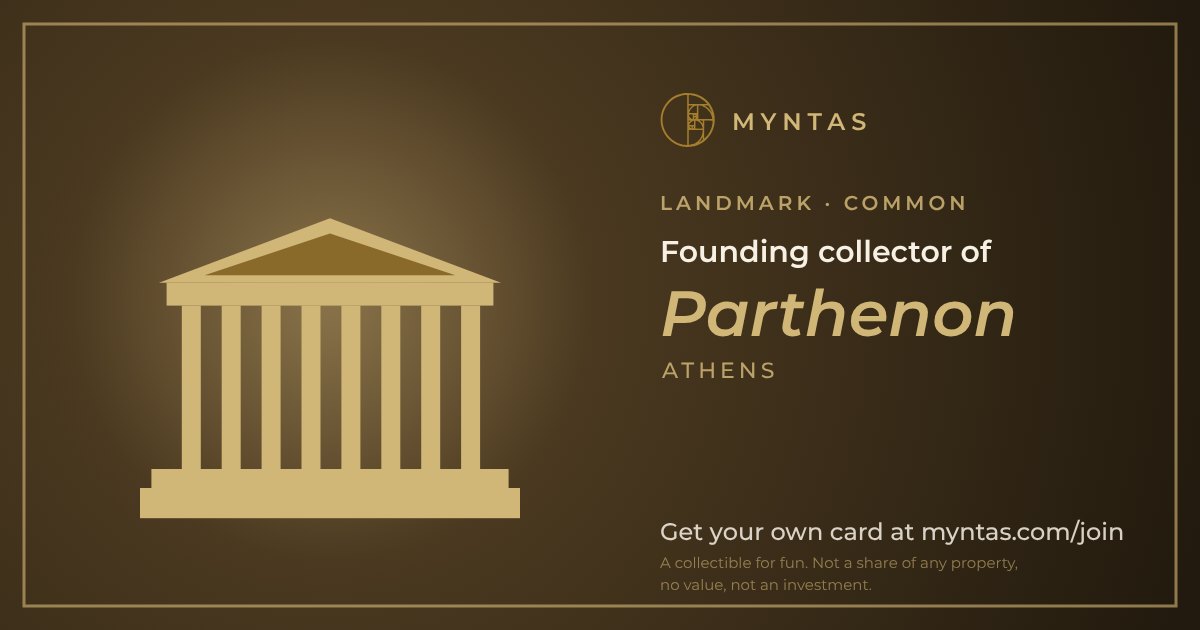 MYNTAS
LANDMARK · COMMON
Founding collector of
Parthenon
ATHENS
Get your own card at myntas.com/join
A collectible for fun. Not a share of any property,
no value, not an investment.